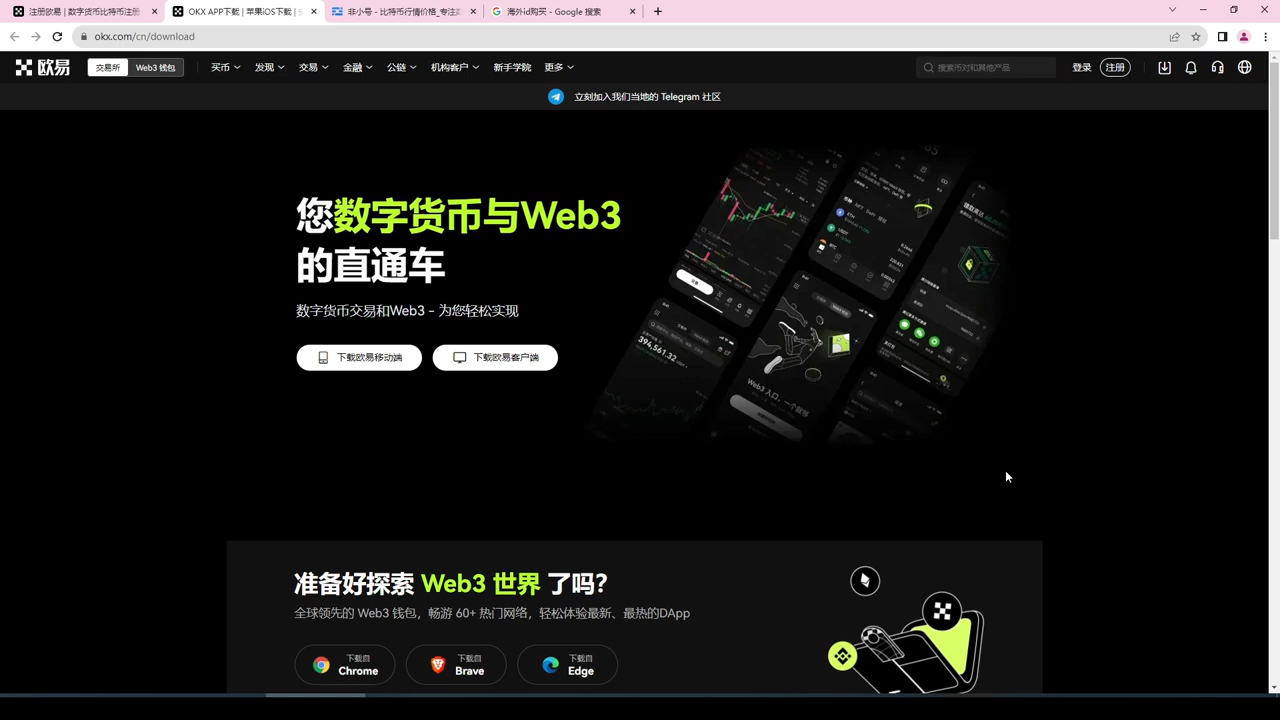 注册欧易 | 数字货币比特币注册
OKX APP下载 | 苹果iOS下载 |
非小号 - 比特币行情价格_专注
海外id购买 - Google 搜索
okx.com/cn/download
欧易
交易所
Web3 钱包
买币
发现
交易
金融
公链
机构客户
新手学院
更多
搜索币对和其他产品
登录
注册
立刻加入我们当地的 Telegram 社区
您数字货币与Web3
的直通车
数字货币交易和Web3 - 为您轻松实现
下载欧易移动端
下载欧易客户端
394,561.32
Web3 入口，一个就够
准备好探索 Web3 世界 了吗?
全球领先的 Web3 钱包，畅游 60+ 热门网络，轻松体验最新、最热的DApp
下载自
Chrome
下载自
Brave
下载自
Edge